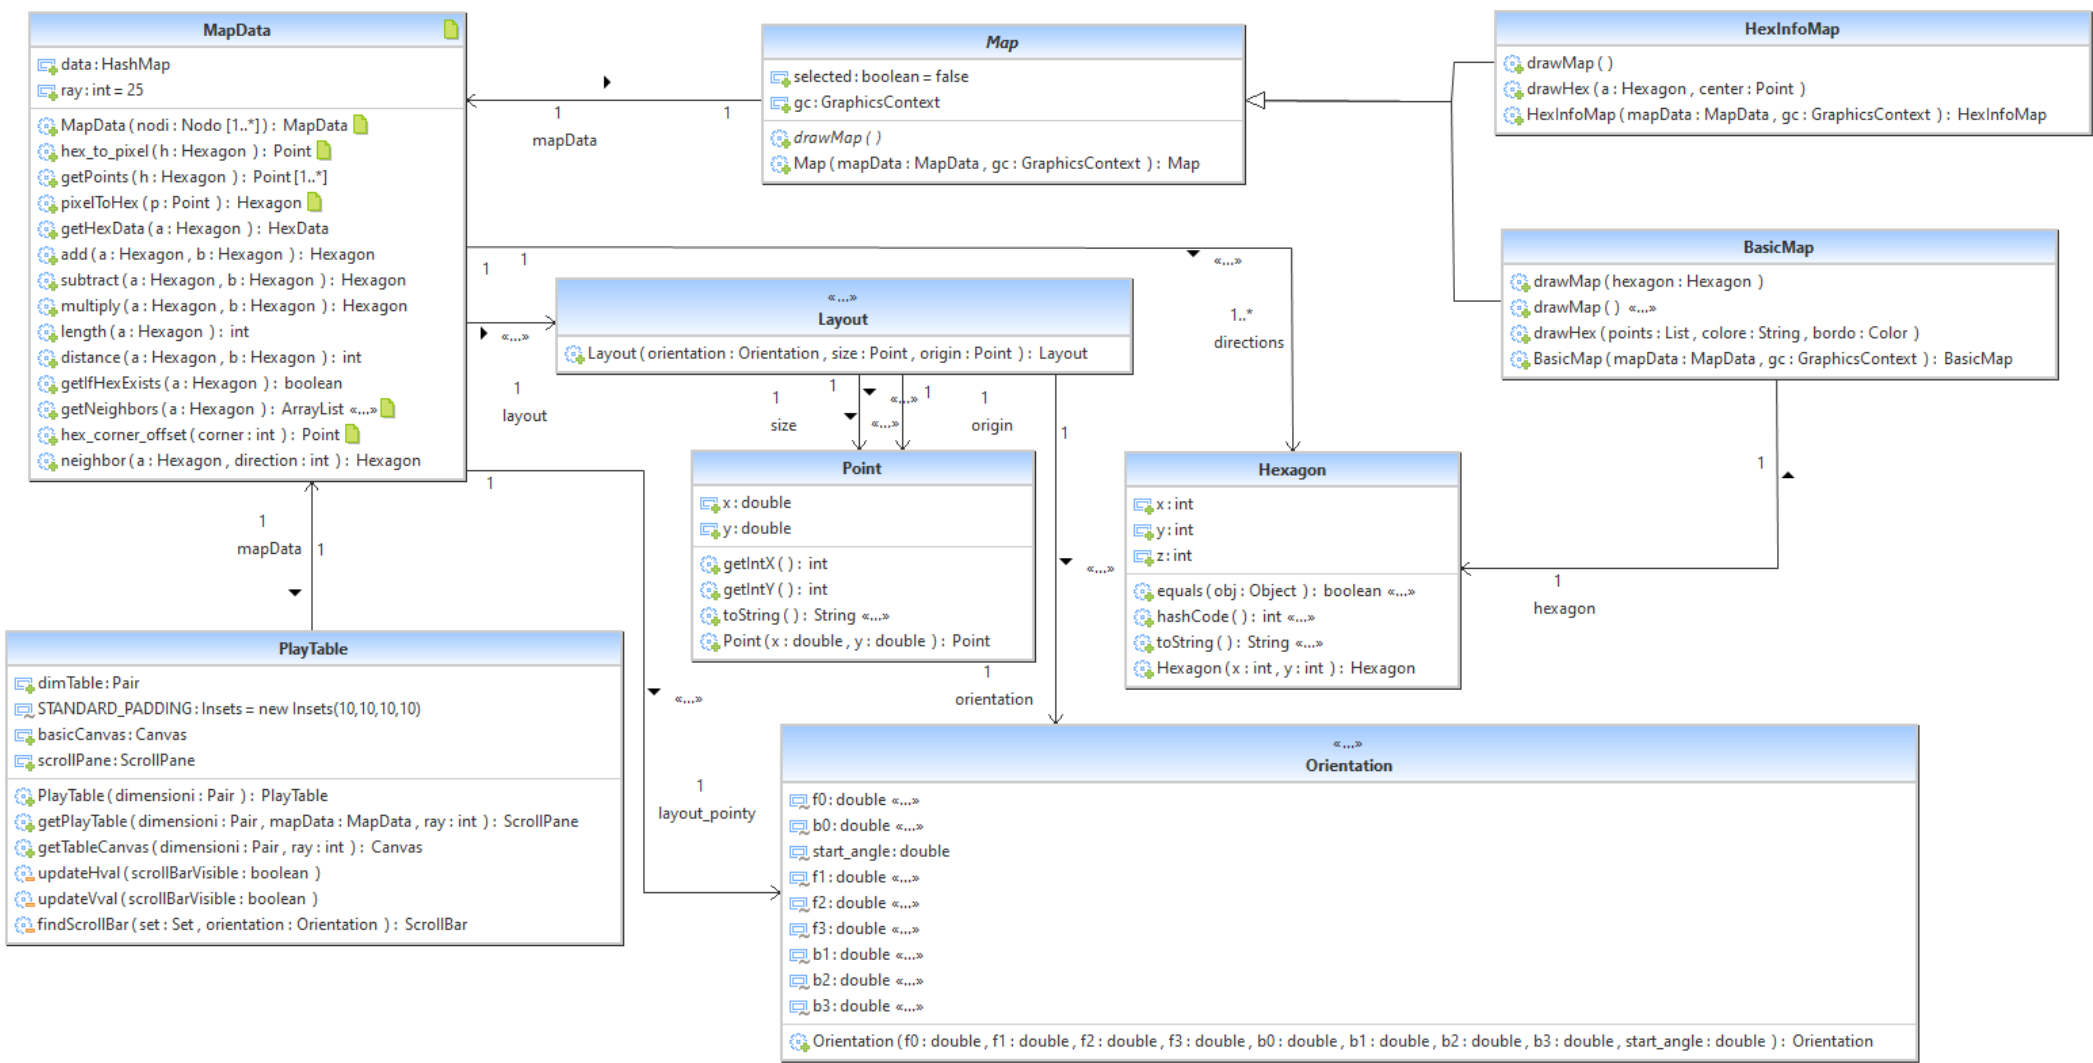 MapData
data : HashMap
ray : int = 25
MapData ( nodi : Nodo [1..*] ) : MapData
hex_to_pixel ( h : Hexagon ) : Point
getPoints ( h : Hexagon ) : Point [1..*]
pixelToHex ( p : Point ) : Hexagon
getHexData ( a : Hexagon ) : HexData
add ( a : Hexagon , b : Hexagon ) : Hexagon
subtract ( a : Hexagon , b : Hexagon ) : Hexagon
multiply ( a : Hexagon , b : Hexagon ) : Hexagon
length ( a : Hexagon ) : int
distance ( a : Hexagon , b : Hexagon ) : int
getIfHexExists ( a : Hexagon ) : boolean
getNeighbors ( a : Hexagon ) : ArrayList «...»
hex_corner_offset ( corner : int ) : Point
neighbor ( a : Hexagon , direction : int ) : Hexagon
1
mapData
1
Map
selected : boolean = false
gc : GraphicsContext
drawMap ( )
Map ( mapData : MapData , gc : GraphicsContext ) : Map
HexInfoMap
drawMap ( )
drawHex ( a : Hexagon , center : Point )
HexInfoMap ( mapData : MapData , gc : GraphicsContext ) : HexInfoMap
BasicMap
drawMap ( hexagon : Hexagon )
drawMap ( ) «...»
drawHex ( points : List , colore : String , bordo : Color )
BasicMap ( mapData : MapData , gc : GraphicsContext ) : BasicMap
1
1
«...»
1..*
directions
«...»
1
layout
«...»
Layout
Layout ( orientation : Orientation , size : Point , origin : Point ) : Layout
1
size
1
«...»
«...»
1
1
origin
1
Point
x : double
y : double
getIntX ( ) : int
getIntY ( ) : int
toString ( ) : String «...»
Point ( x : double , y : double ) : Point
«...»
1
orientation
Hexagon
x : int
y : int
z : int
equals ( obj : Object ) : boolean «...»
hashCode ( ) : int «...»
toString ( ) : String «...»
Hexagon ( x : int , y : int ) : Hexagon
1
1
hexagon
1
mapData
1
1
«...»
1
layout_pointy
PlayTable
dimTable : Pair
STANDARD_PADDING : Insets = new Insets(10,10,10,10)
basicCanvas : Canvas
scrollPane : ScrollPane
PlayTable ( dimensioni : Pair ) : PlayTable
getPlayTable ( dimensioni : Pair , mapData : MapData , ray : int ) : ScrollPane
getTableCanvas ( dimensioni : Pair , ray : int ) : Canvas
updateHval ( scrollBarVisible : boolean )
updateVval ( scrollBarVisible : boolean )
findScrollBar ( set : Set , orientation : Orientation ) : ScrollBar
«...»
Orientation
f0 : double «...»
b0 : double «...»
start_angle : double
f1 : double «...»
f2 : double «...»
f3 : double «...»
b1 : double «...»
b2 : double «...»
b3 : double «...»
Orientation ( f0 : double , f1 : double , f2 : double , f3 : double , b0 : double , b1 : double , b2 : double , b3 : double , start_angle : double ) : Orientation